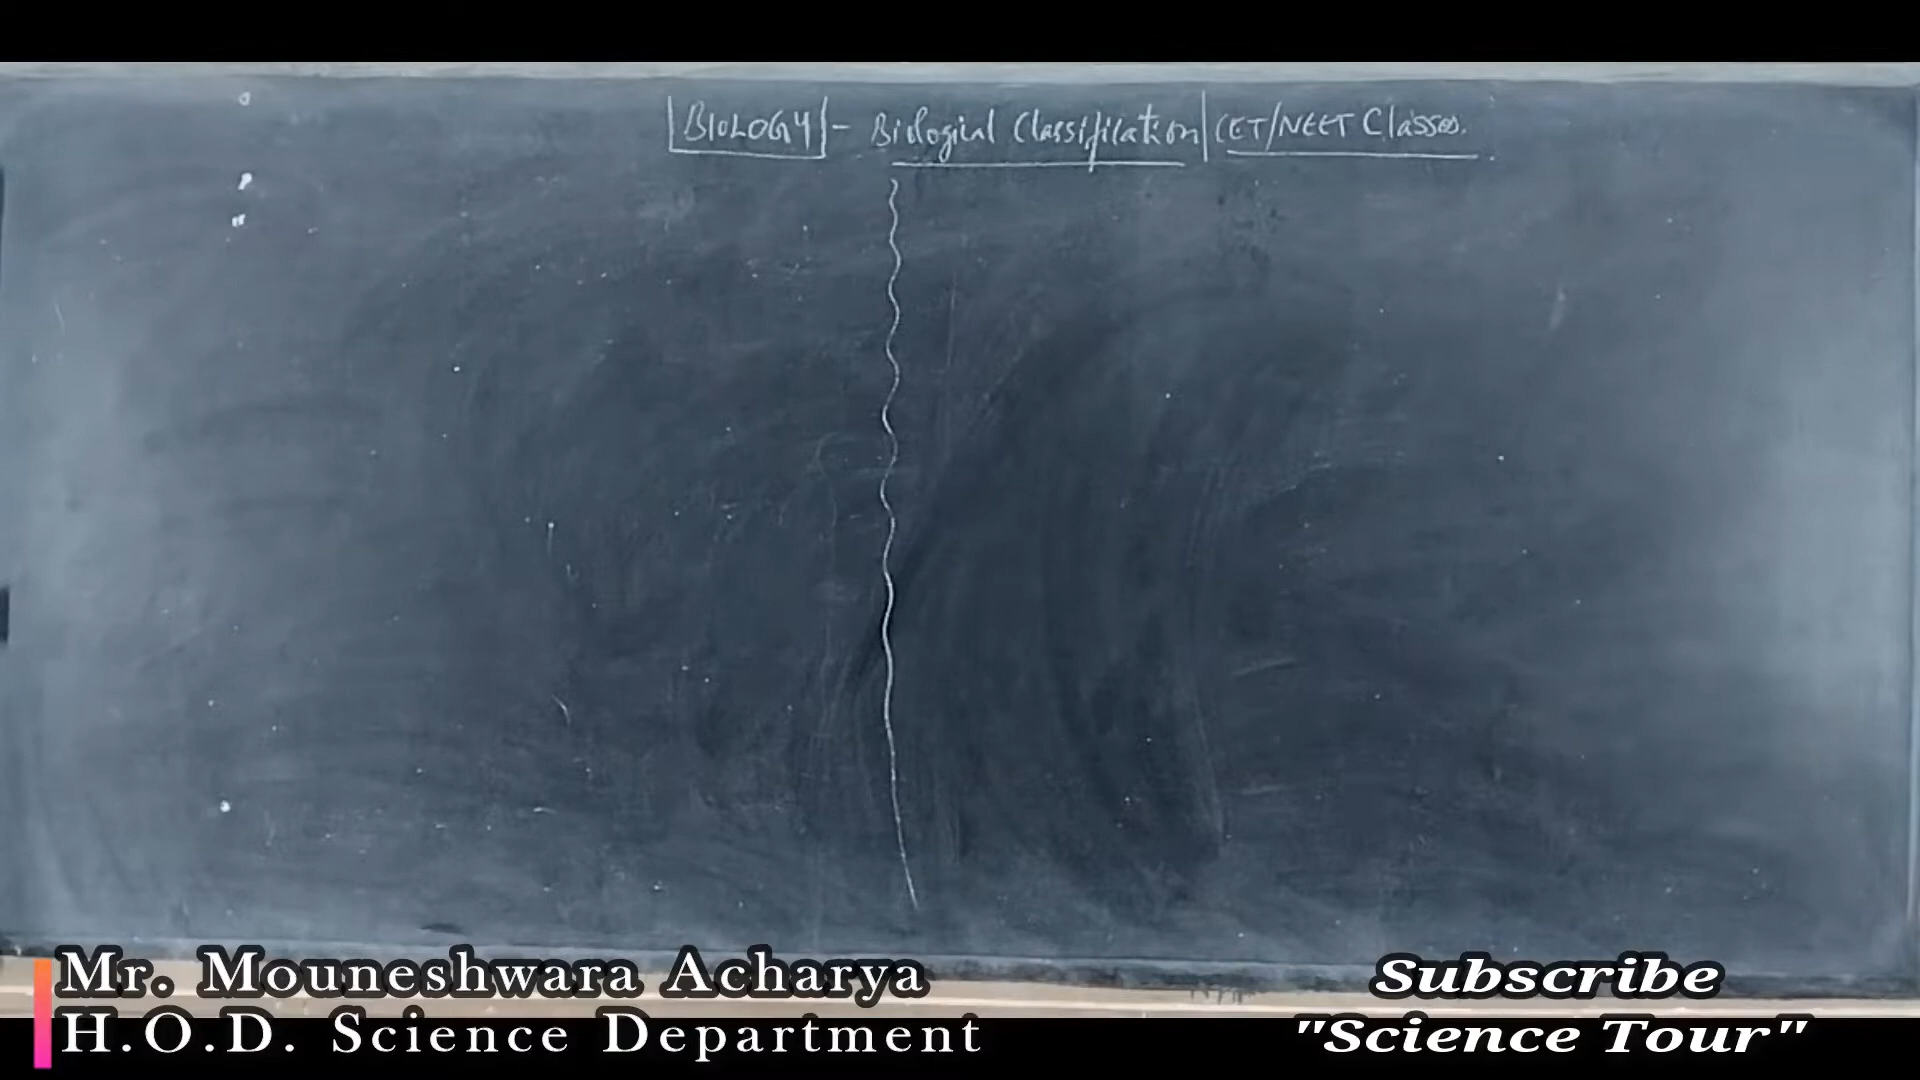 BIOLOGY - Biological Classification | CET/NEET Classes.
Mr. Mouneshwara Acharya
H.O.D. Science Department
Subscribe
"Science Tour"